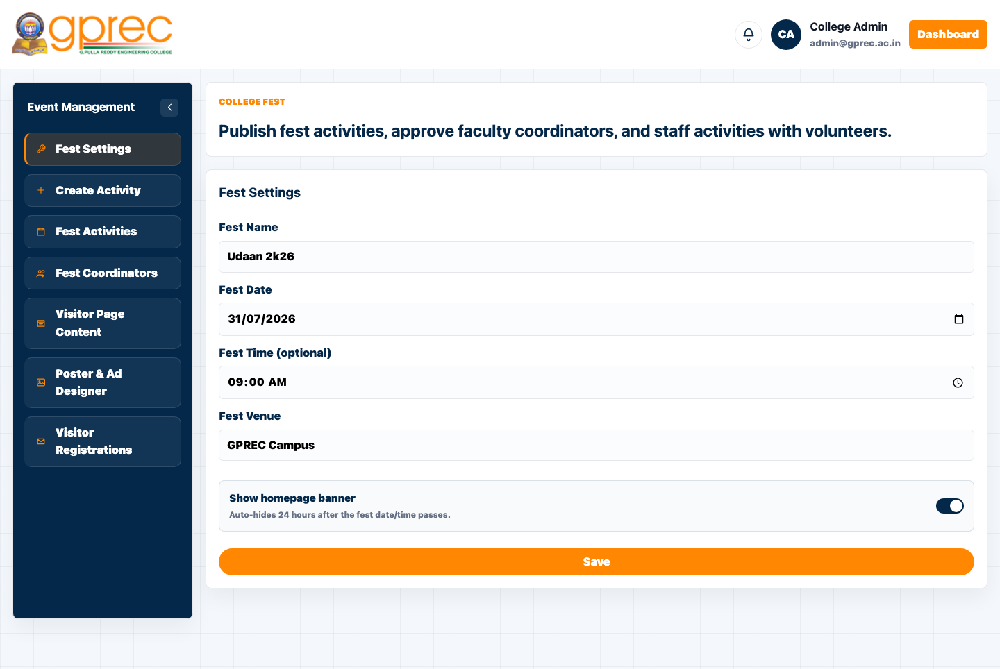 gprec
G.PULLA REDDY ENGINEERING COLLEGE
CA
College Admin
admin@gprec.ac.in
Dashboard
Event Management
Fest Settings
Create Activity
Fest Activities
Fest Coordinators
Visitor Page
Content
Poster & Ad
Designer
Visitor
Registrations
COLLEGE FEST
Publish fest activities, approve faculty coordinators, and staff activities with volunteers.
Fest Settings
Fest Name
Udaan 2k26
Fest Date
31/07/2026
Fest Time (optional)
09:00 AM
Fest Venue
GPREC Campus
Show homepage banner
Auto-hides 24 hours after the fest date/time passes.
Save